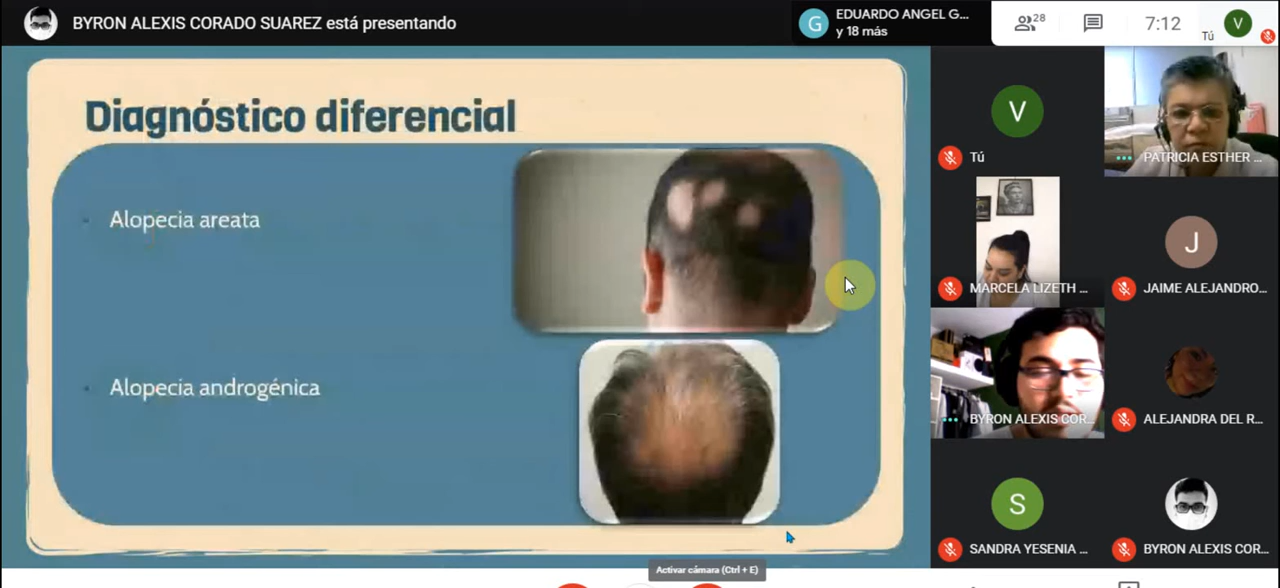 BYRON ALEXIS CORADO SUAREZ está presentando
G
EDUARDO ANGEL G...
y 18 más
28
7:12
Tú
V
Diagnóstico diferencial
Alopecia areata
Alopecia androgénica
V
Tú
PATRICIA ESTHER ...
MARCELA LIZETH ...
J
JAIME ALEJANDRO...
BYRON ALEXIS COR...
ALEJANDRA DEL R...
S
SANDRA YESENIA ...
BYRON ALEXIS COR...
Activar cámara (Ctrl + E)